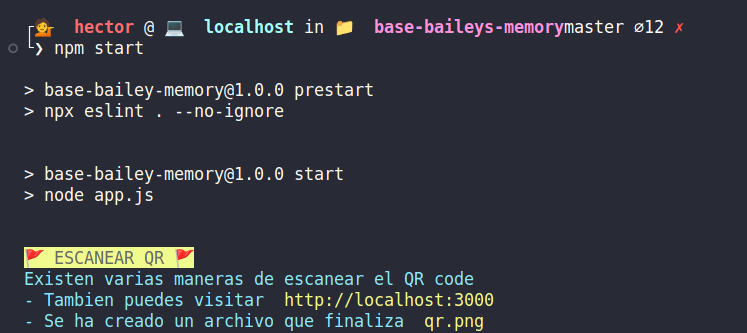 hector @ localhost in base-baileys-memorymaster ∅12 ✗
❯ npm start
> base-bailey-memory@1.0.0 prestart
> npx eslint . --no-ignore
> base-bailey-memory@1.0.0 start
> node app.js
🚩 ESCANEAR QR 🚩
Existen varias maneras de escanear el QR code
- Tambien puedes visitar http://localhost:3000
- Se ha creado un archivo que finaliza qr.png